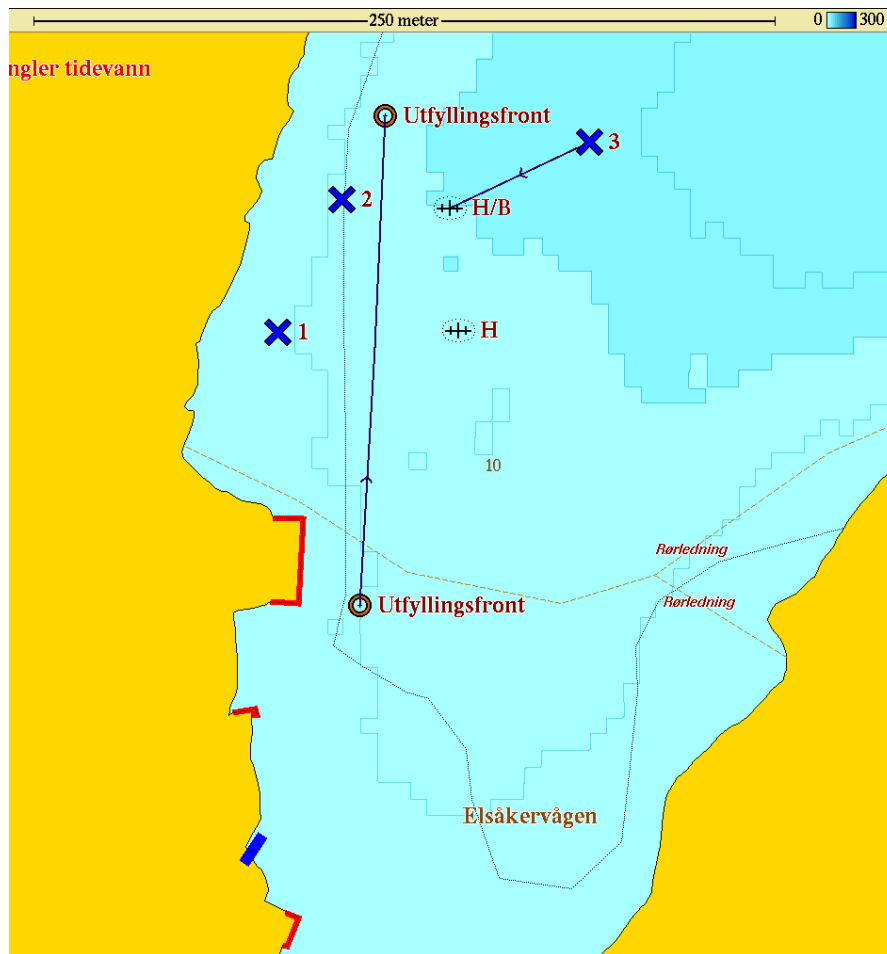 250 meter
0 300
ngler tidevann
Utfyllingsfront
3
2
H/B
1
H
10
Rørledning
Rørledning
Utfyllingsfront
Elsåkervågen